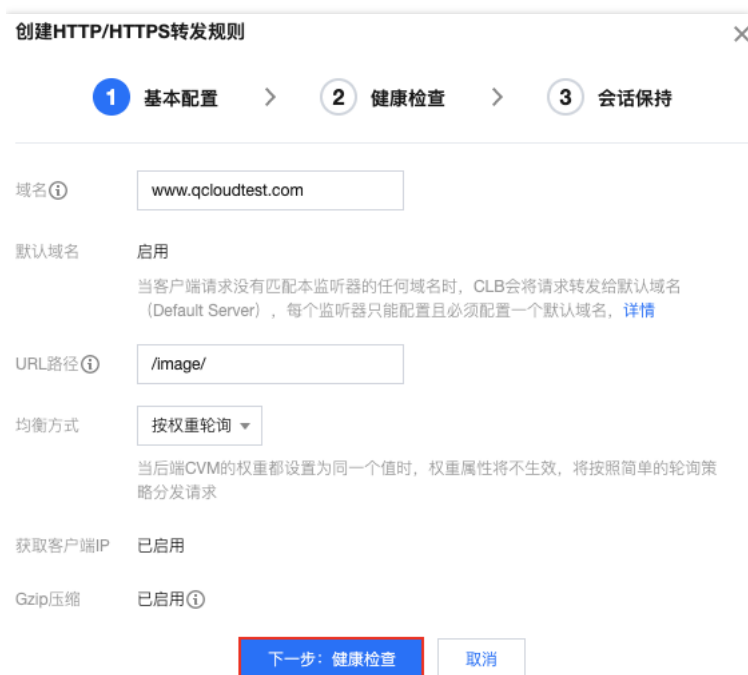 创建HTTP/HTTPS转发规则
1 基本配置 > 2 健康检查 > 3 会话保持
域名 www.qcloudtest.com
默认域名 启用
当客户端请求没有匹配本监听器的任何域名时，CLB会将请求转发给默认域名
（Default Server），每个监听器只能配置且必须配置一个默认域名，详情
URL路径 /image/
均衡方式 按权重轮询
当后端CVM的权重都设置为同一个值时，权重属性将不生效，将按照简单的轮询策
略分发请求
获取客户端IP 已启用
Gzip压缩 已启用
下一步：健康检查 取消